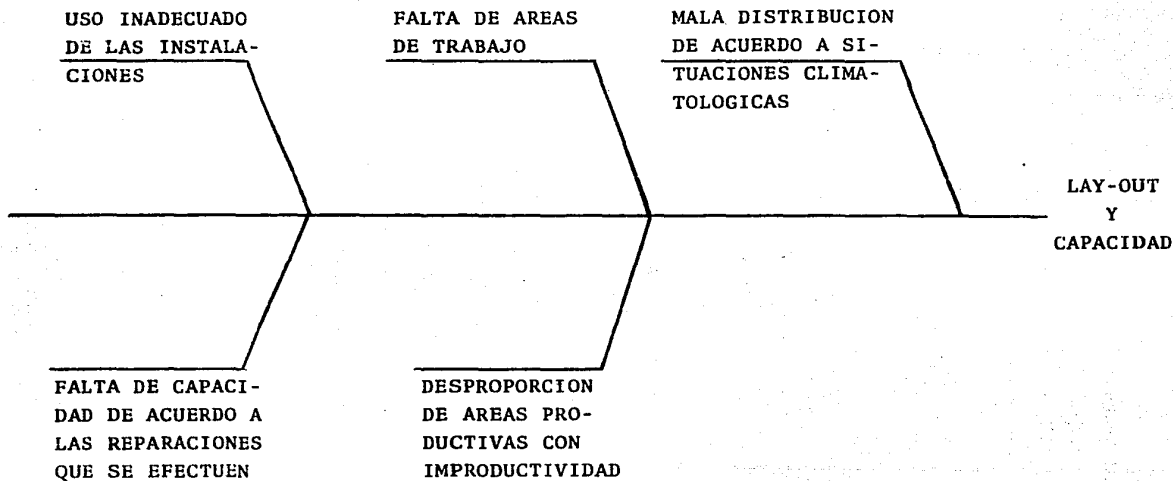 USO INADECUADO
DE LAS INSTALA-
CIONES
FALTA DE AREAS
DE TRABAJO
MALA DISTRIBUCION
DE ACUERDO A SI-
TUACIONES CLIMA-
TOLOGICAS
LAY-OUT
Y
CAPACIDAD
FALTA DE CAPACI-
DAD DE ACUERDO A
LAS REPARACIONES
QUE SE EFECTUEN
DESPROPORCION
DE AREAS PRO-
DUCTIVAS CON
IMPRODUCTIVIDAD